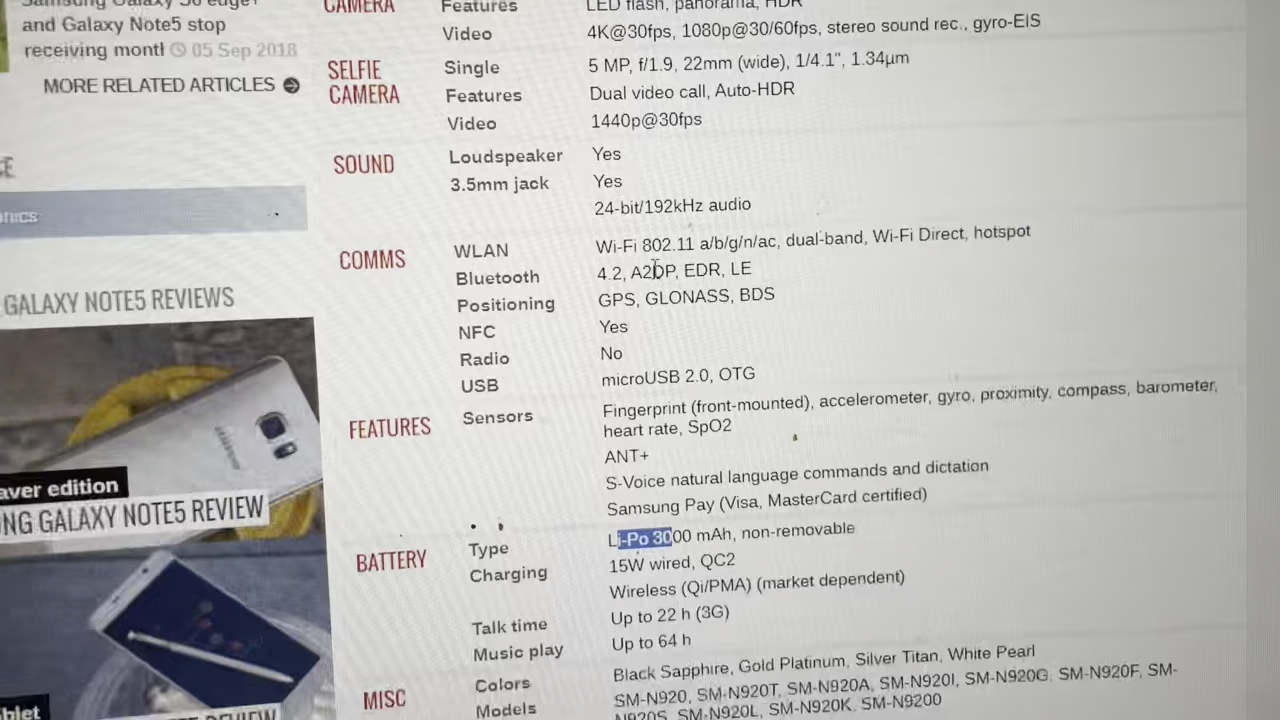 Samsung Galaxy S6 edge+
and Galaxy Note5 stop
receiving montl 05 Sep 2018
MORE RELATED ARTICLES
GALAXY NOTE5 REVIEWS
SAMSUNG
aver edition
NG GALAXY NOTE5 REVIEW
blet
REVIEW
CAMERA Features LED flash, panorama, HDR
Video 4K@30fps, 1080p@30/60fps, stereo sound rec., gyro-EIS
SELFIE CAMERA Single 5 MP, f/1.9, 22mm (wide), 1/4.1", 1.34µm
Features Dual video call, Auto-HDR
Video 1440p@30fps
SOUND Loudspeaker Yes
3.5mm jack Yes
24-bit/192kHz audio
COMMS WLAN Wi-Fi 802.11 a/b/g/n/ac, dual-band, Wi-Fi Direct, hotspot
Bluetooth 4.2, A2DP, EDR, LE
Positioning GPS, GLONASS, BDS
NFC Yes
Radio No
USB microUSB 2.0, OTG
FEATURES Sensors Fingerprint (front-mounted), accelerometer, gyro, proximity, compass, barometer,
heart rate, SpO2
ANT+
S-Voice natural language commands and dictation
Samsung Pay (Visa, MasterCard certified)
BATTERY Type Li-Po 3000 mAh, non-removable
Charging 15W wired, QC2
Wireless (Qi/PMA) (market dependent)
Talk time Up to 22 h (3G)
Music play Up to 64 h
MISC Colors Black Sapphire, Gold Platinum, Silver Titan, White Pearl
Models SM-N920, SM-N920T, SM-N920A, SM-N920I, SM-N920G, SM-N920F, SM-
N920S, SM-N920L, SM-N920K, SM-N9200